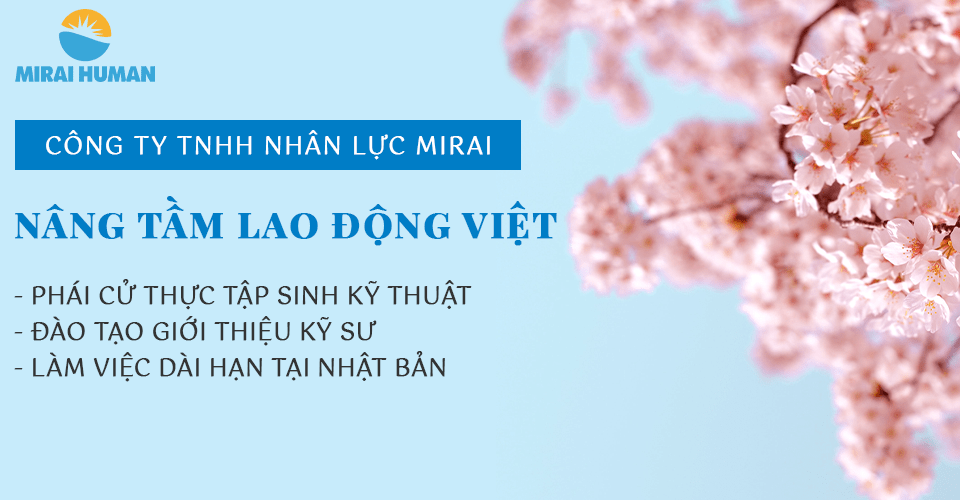 MIRAI HUMAN
CÔNG TY TNHH NHÂN LỰC MIRAI
NÂNG TẦM LAO ĐỘNG VIỆT
- PHÁI CỬ THỰC TẬP SINH KỸ THUẬT
- ĐÀO TẠO GIỚI THIỆU KỸ SƯ
- LÀM VIỆC DÀI HẠN TẠI NHẬT BẢN